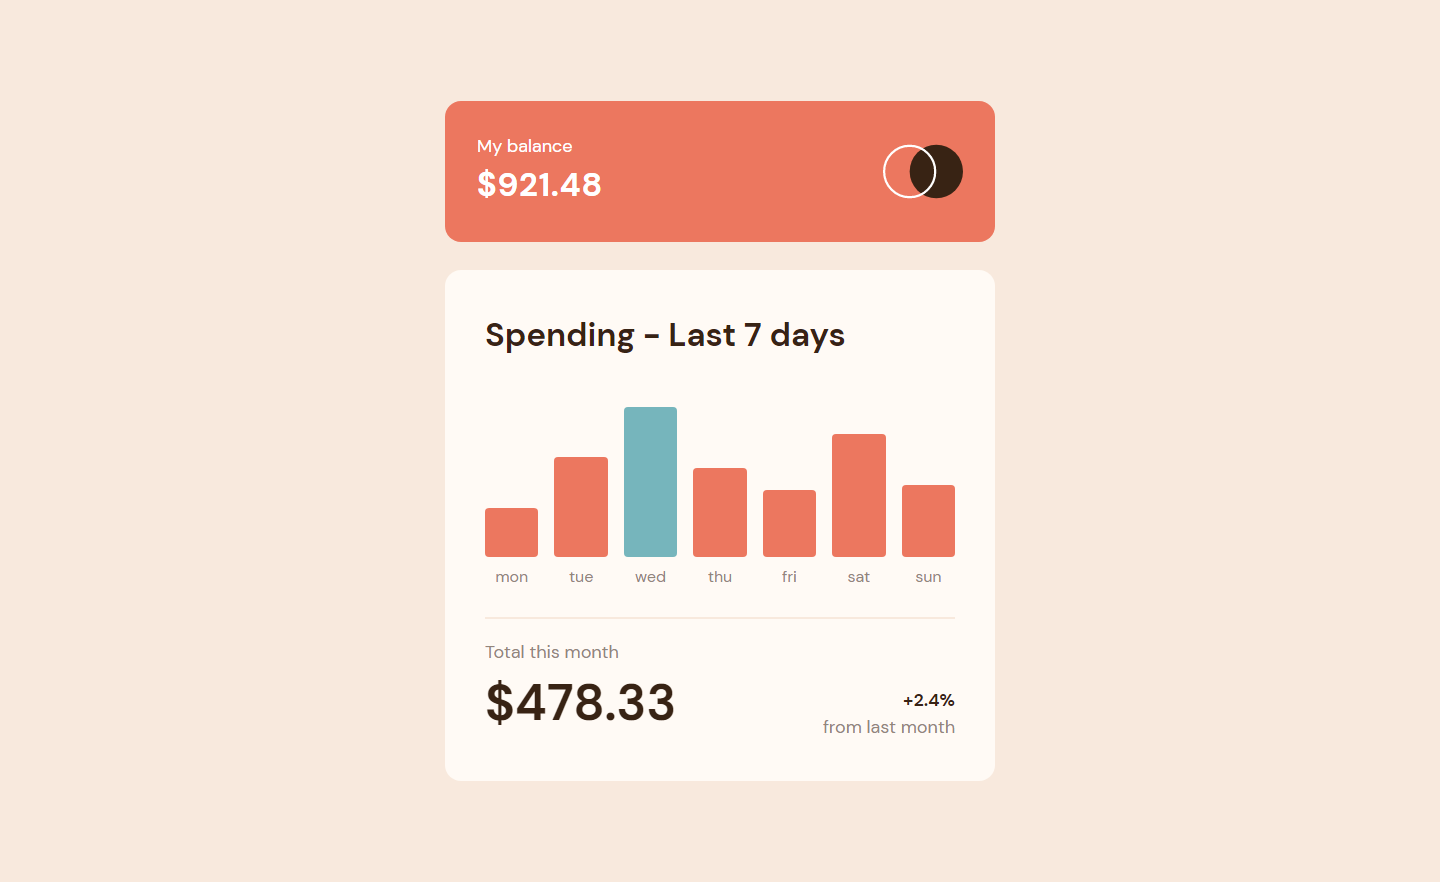 My balance
$921.48
Spending - Last 7 days
mon tue wed thu fri sat sun
Total this month
$478.33
+2.4%
from last month